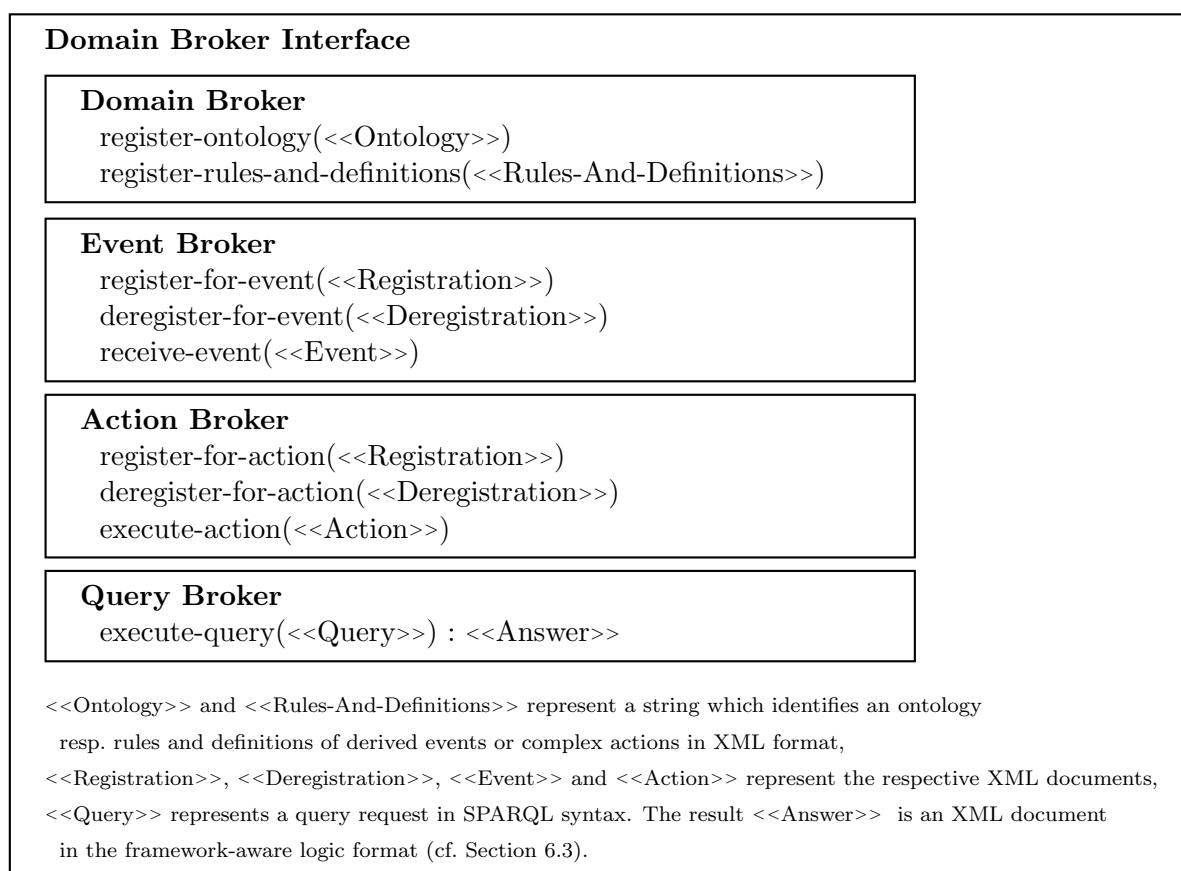 Domain Broker Interface
Domain Broker
register-ontology(<<Ontology>>)
register-rules-and-definitions(<<Rules-And-Definitions>>)
Event Broker
register-for-event(<<Registration>>)
deregister-for-event(<<Deregistration>>)
receive-event(<<Event>>)
Action Broker
register-for-action(<<Registration>>)
deregister-for-action(<<Deregistration>>)
execute-action(<<Action>>)
Query Broker
execute-query(<<Query>>) : <<Answer>>
<<Ontology>> and <<Rules-And-Definitions>> represent a string which identifies an ontology
resp. rules and definitions of derived events or complex actions in XML format,
<<Registration>>, <<Deregistration>>, <<Event>> and <<Action>> represent the respective XML documents,
<<Query>> represents a query request in SPARQL syntax. The result <<Answer>> is an XML document
in the framework-aware logic format (cf. Section 6.3).